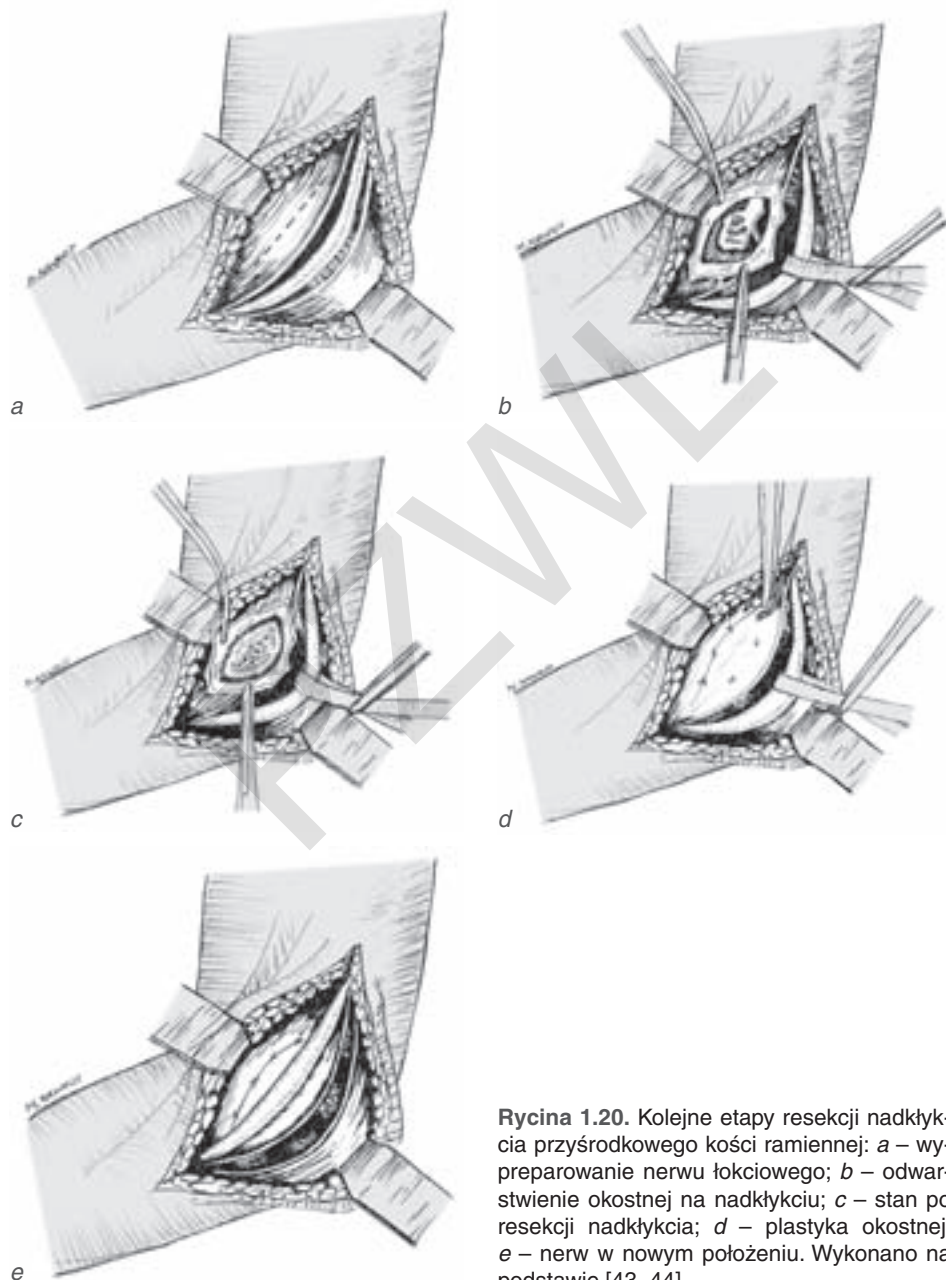 a
b
c
d
e
PZWL
Rycina 1.20. Kolejne etapy resekcji nadkłyk-
cia przyśrodkowego kości ramiennej: a – wy-
preparowanie nerwu łokciowego; b – odwar-
stwienie okostnej na nadkłykciu; c – stan po
resekcji nadkłykcia; d – plastyka okostnej
e – nerw w nowym położeniu. Wykonano na
podstawie [43, 44]